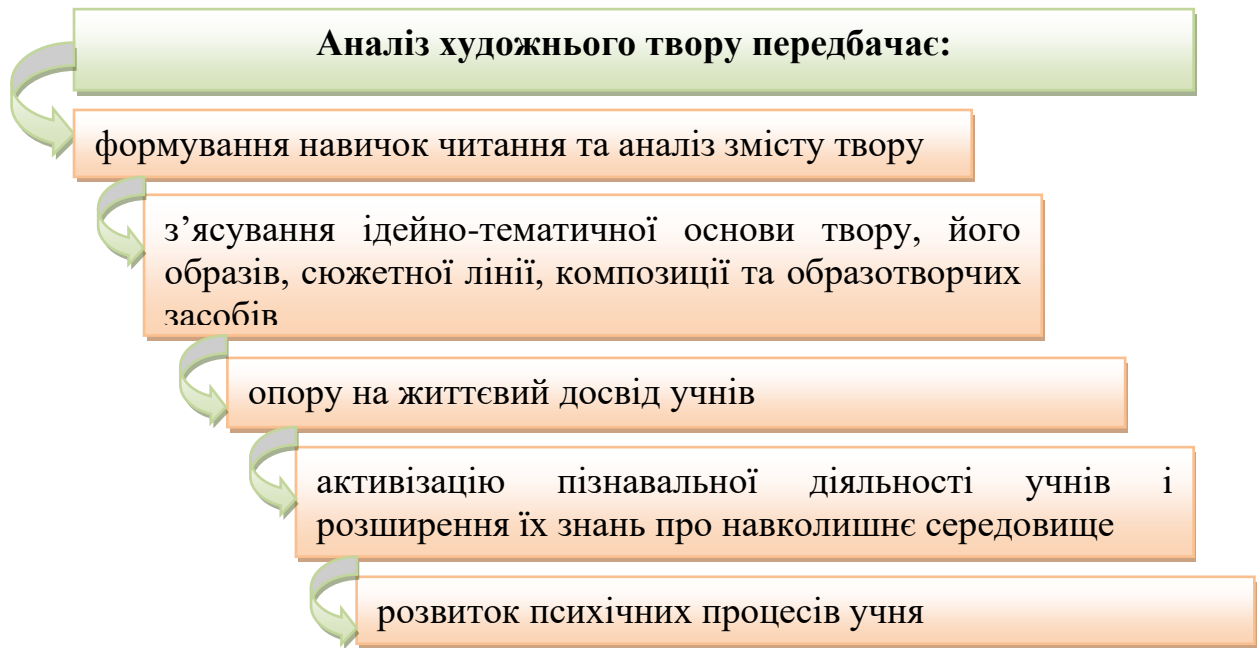 Аналіз художнього твору передбачає:
формування навичок читання та аналіз змісту твору
з’ясування ідейно-тематичної основи твору, його
образів, сюжетної лінії, композиції та образотворчих
засобів
опору на життєвий досвід учнів
активізацію пізнавальної діяльності учнів і
розширення їх знань про навколишнє середовище
розвиток психічних процесів учня